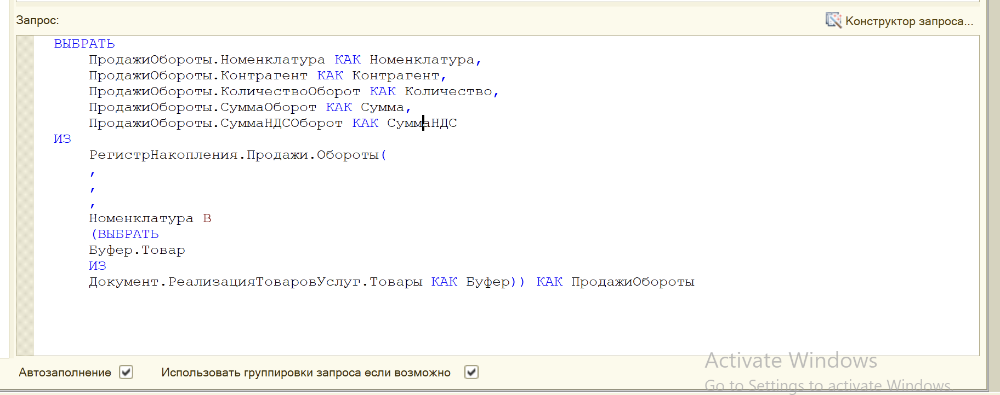 Запрос:
Конструктор запроса...
ВЫБРАТЬ
ПродажиОбороты.Номенклатура КАК Номенклатура,
ПродажиОбороты.Контрагент КАК Контрагент,
ПродажиОбороты.КоличествоОборот КАК Количество,
ПродажиОбороты.СуммаОборот КАК Сумма,
ПродажиОбороты.СуммаНДСОборот КАК СуммаНДС
ИЗ
РегистрНакопления.Продажи.Обороты(
,
,
,
Номенклатура В
(ВЫБРАТЬ
Буфер.Товар
ИЗ
Документ.РеализацияТоваровУслуг.Товары КАК Буфер)) КАК ПродажиОбороты
Activate Windows
Go to Settings to activate Windows.
Автозаполнение
Использовать группировки запроса если возможно